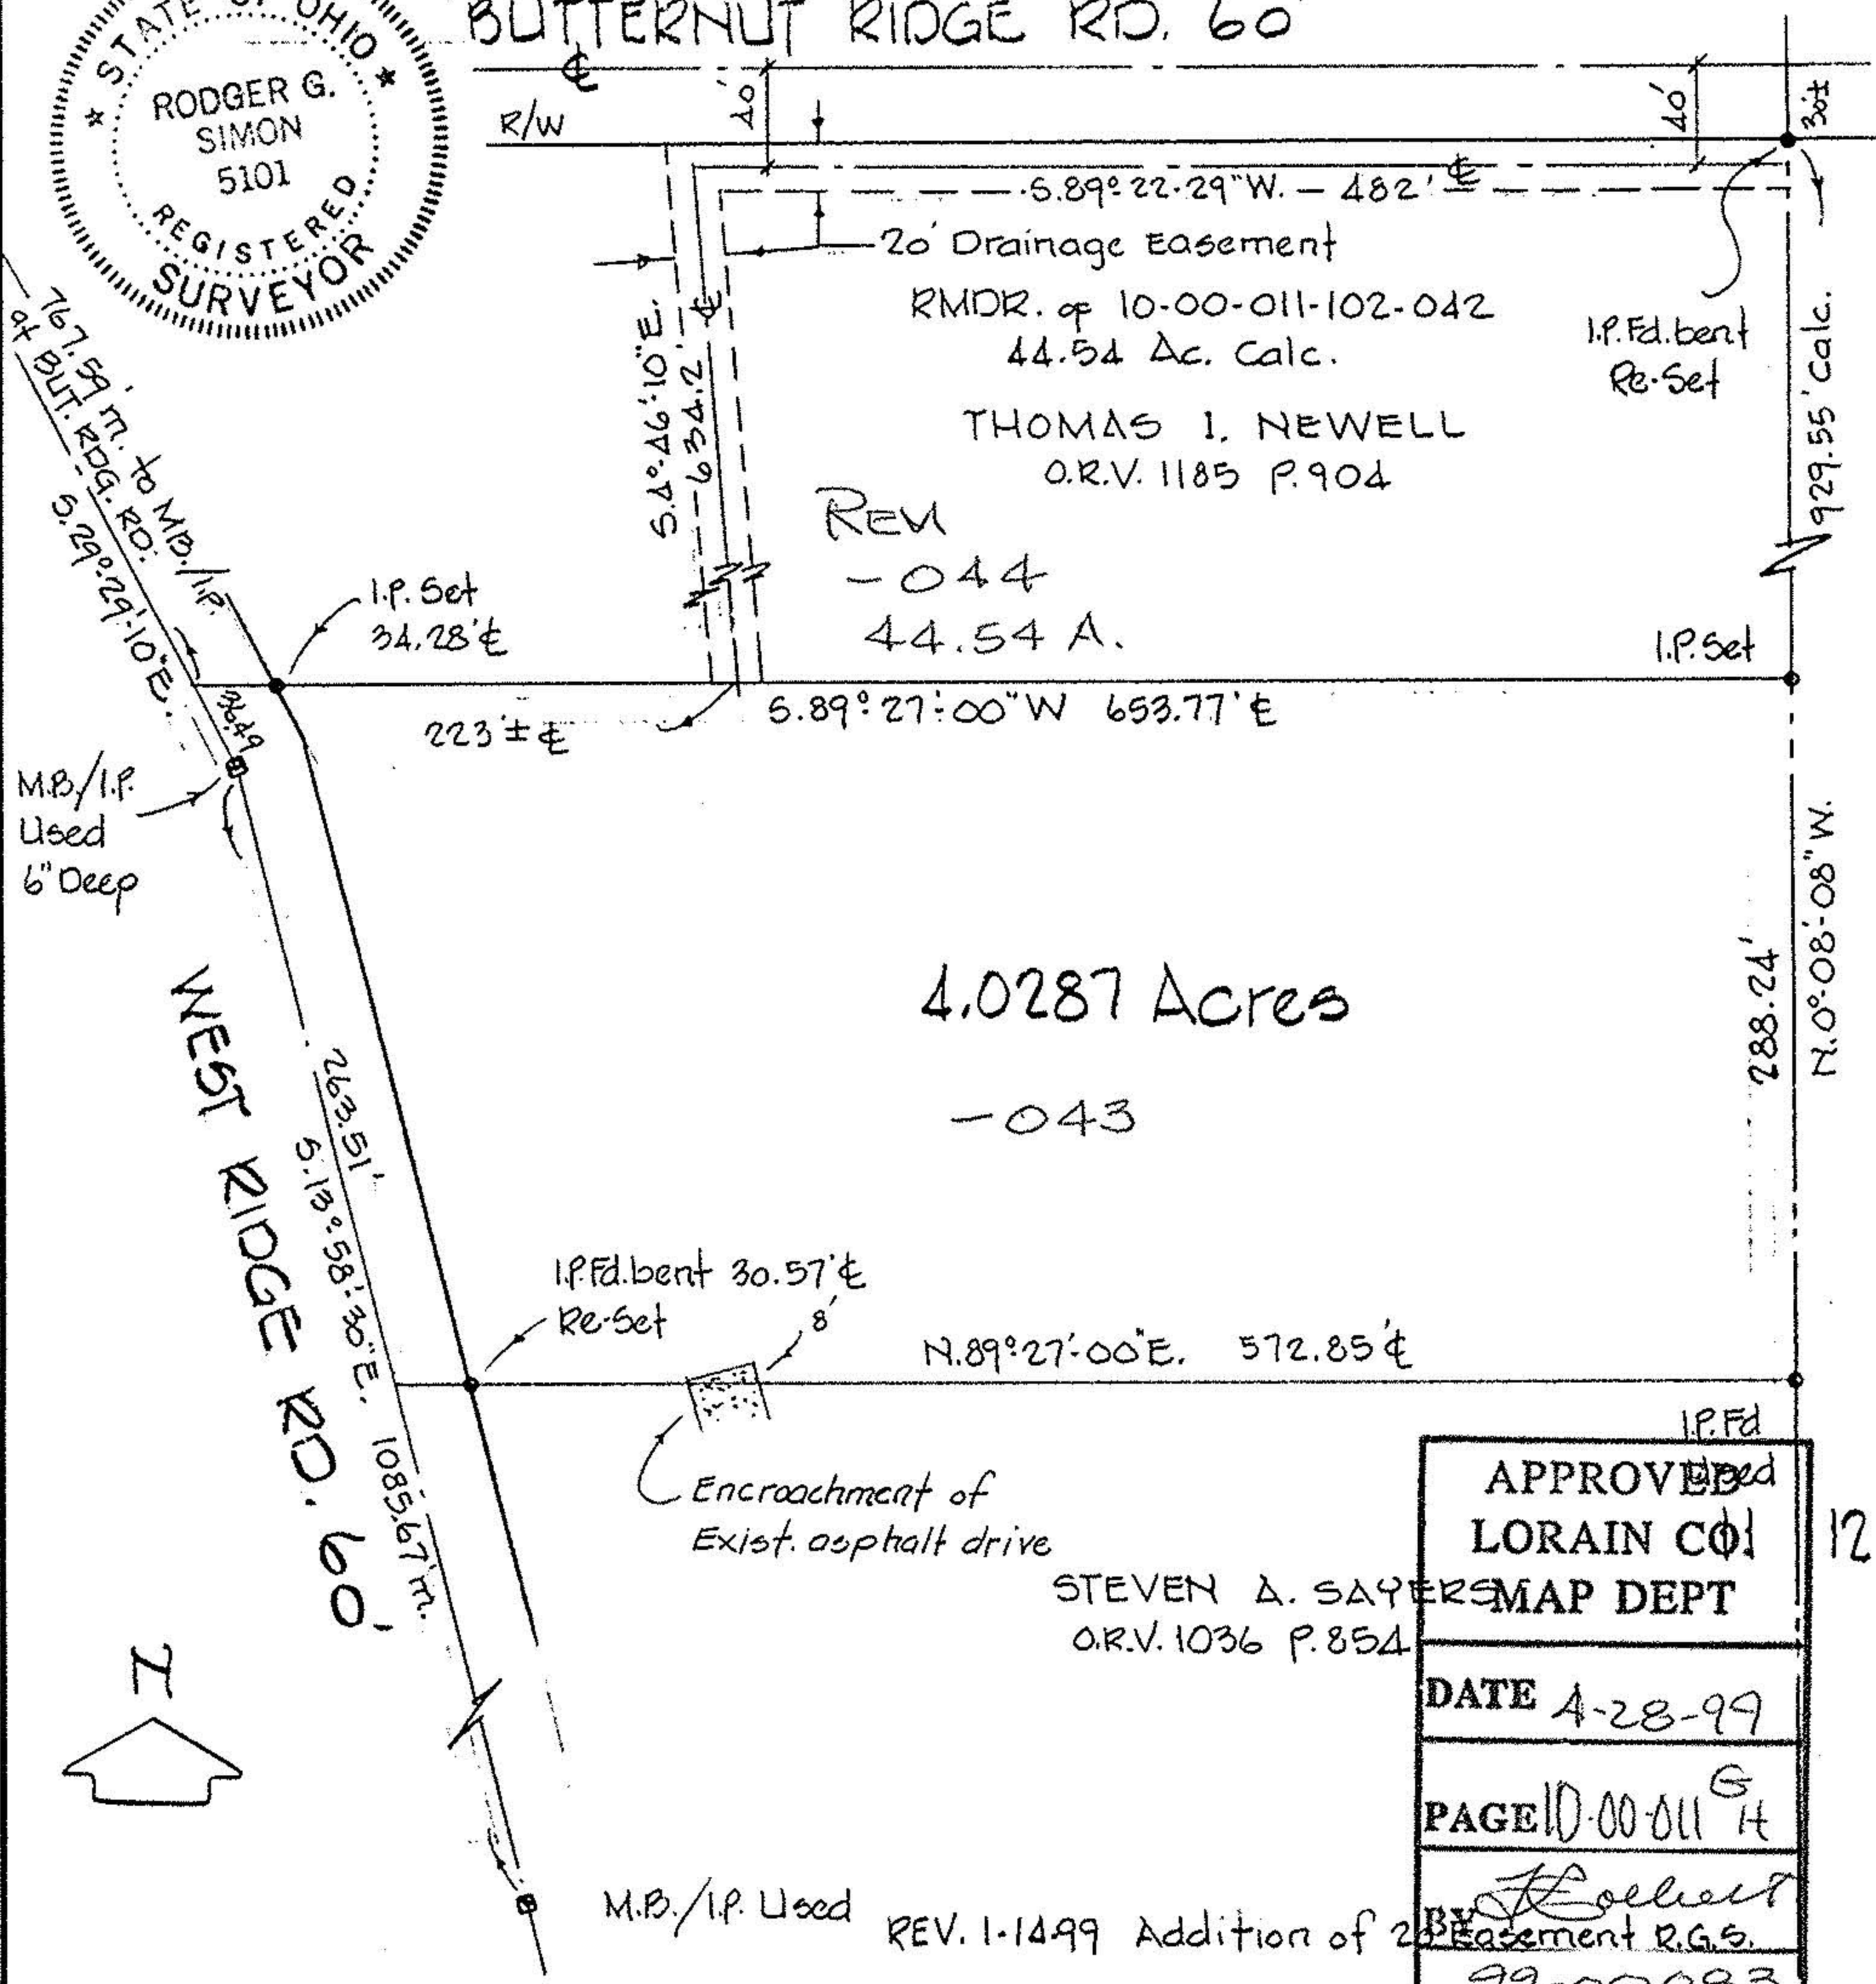 BUTTERNUT RIDGE RD. 60'
STATE OF OHIO
RODGER G.
SIMON
5101
REGISTERED
SURVEYOR
℄
R/W
40'
40'
30'±
S.89°22'29"W. — 482' ℄
20' Drainage Easement
RMDR. of 10-00-011-102-042
44.54 Ac. Calc.
THOMAS I. NEWELL
O.R.V. 1185 P.904
I.P.Fd.bent
Re-Set
929.55' Calc.
S.4°46'10"E.
634.2' ℄
REM
-044
44.54 A.
767.59' m. to MB./I.P.
at BUT. RDG. RD.
S.29°-29'-10"E.
I.P. Set
34.28'℄
I.P. Set
36.49
223'± ℄
S.89°27'00"W 653.77'℄
M.B./I.P.
Used
6" Deep
4.0287 Acres
-043
288.24'
N.0°-08'-08"W.
WEST RIDGE RD. 60'
263.51'
S.13°-58'-30"E. 1085.67'm.
I.P.Fd.bent 30.57'℄
Re-Set
8'
N.89°27'00"E. 572.85'℄
I.P. Fd
Used
Encroachment of
Exist. asphalt drive
STEVEN A. SAYERS
O.R.V. 1036 P.854
APPROVED
LORAIN CO.
MAP DEPT
11
12
DATE 4-28-99
PAGE 10-00-011 G H
BY
N
M.B./I.P. Used
REV. 1-14-99 Addition of 20' Easement R.G.S.